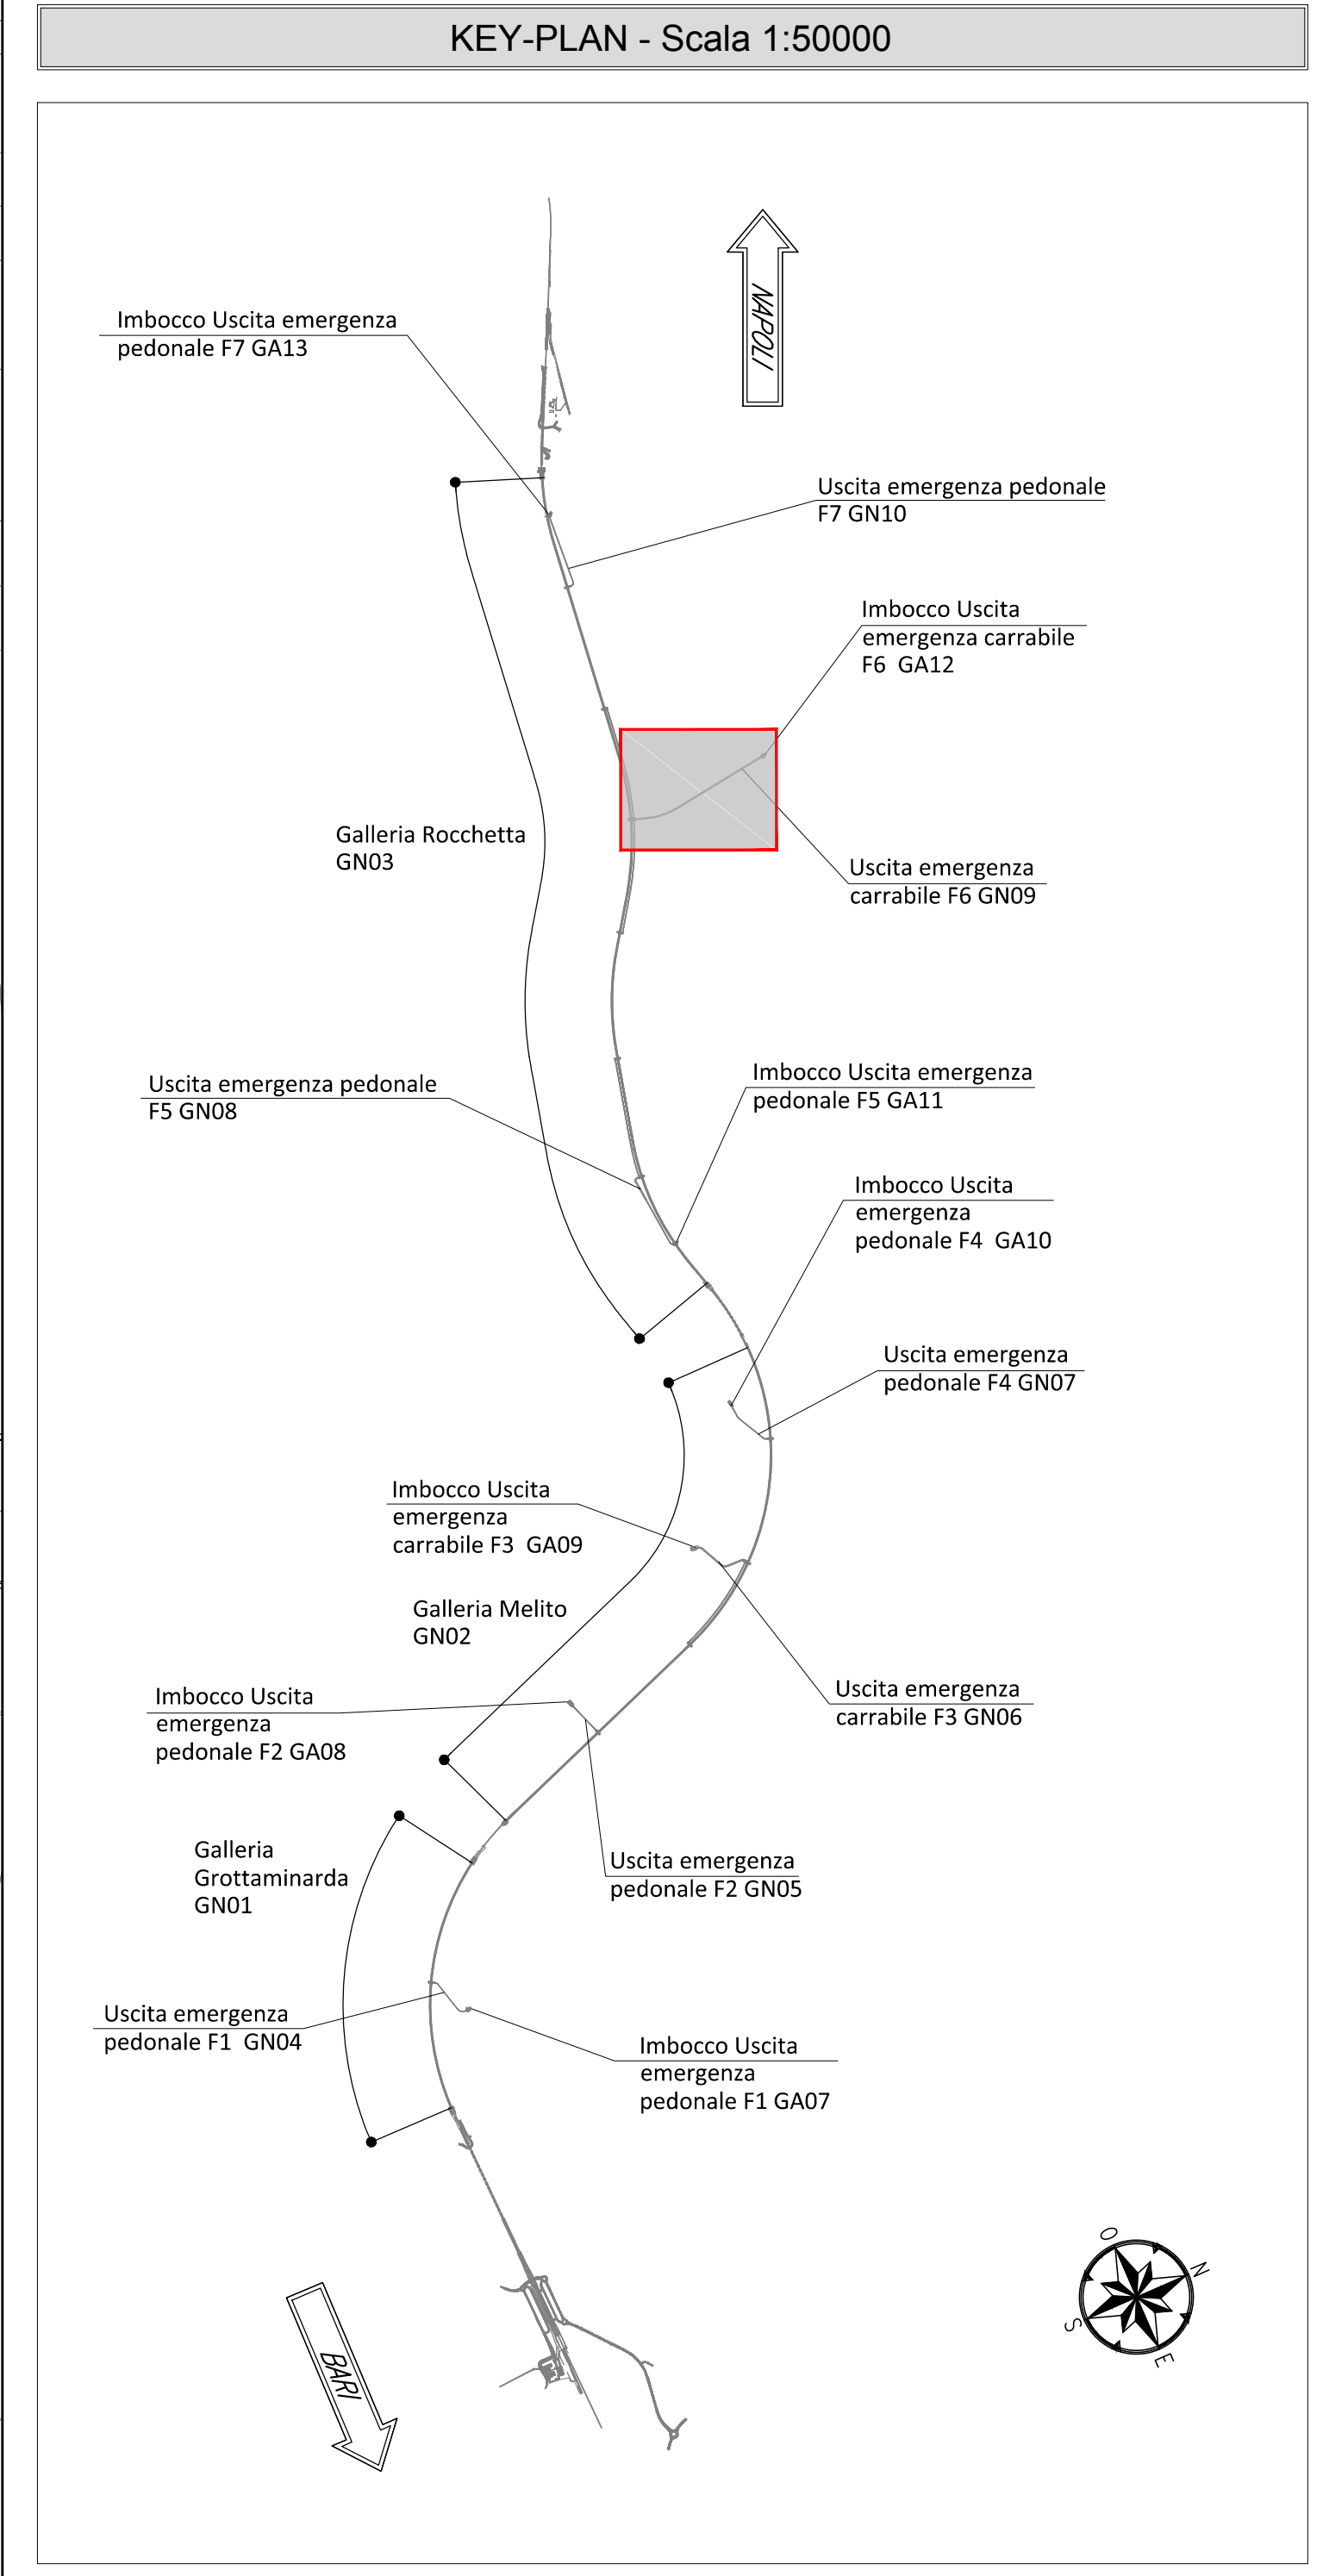 KEY-PLAN - Scala 1:50000
NAPOLI
Imbocco Uscita emergenza
pedonale F7 GA13
Uscita emergenza pedonale
F7 GN10
Imbocco Uscita
emergenza carrabile
F6 GA12
Galleria Rocchetta
GN03
Uscita emergenza
carrabile F6 GN09
Uscita emergenza pedonale
F5 GN08
Imbocco Uscita emergenza
pedonale F5 GA11
Imbocco Uscita
emergenza
pedonale F4 GA10
Uscita emergenza
pedonale F4 GN07
Imbocco Uscita
emergenza
carrabile F3 GA09
Galleria Melito
GN02
Uscita emergenza
carrabile F3 GN06
Imbocco Uscita
emergenza
pedonale F2 GA08
Galleria
Grottaminarda
GN01
Uscita emergenza
pedonale F2 GN05
Uscita emergenza
pedonale F1 GN04
Imbocco Uscita
emergenza
pedonale F1 GA07
O
N
S
E
BARI